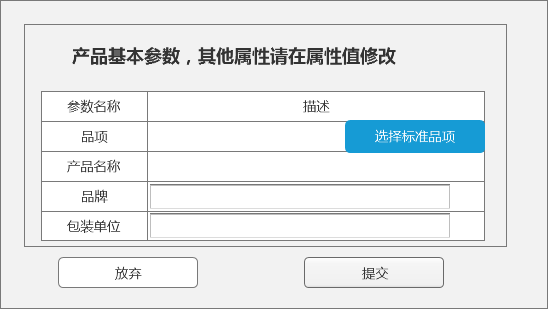 产品基本参数，其他属性请在属性值修改
参数名称 描述
品项 选择标准品项
产品名称
品牌
包装单位
放弃 提交